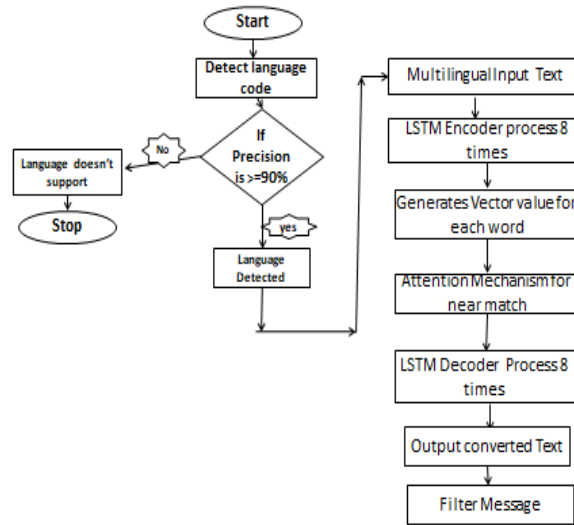 Start
Detect language
code
If
Precision
is >=90%
No
Language doesn't
support
Stop
yes
Language
Detected
Multilingual Input Text
LSTM Encoder process 8
times
Generates Vector value for
each word
Attention Mechanism for
near match
LSTM Decoder Process 8
times
Output converted Text
Filter Message